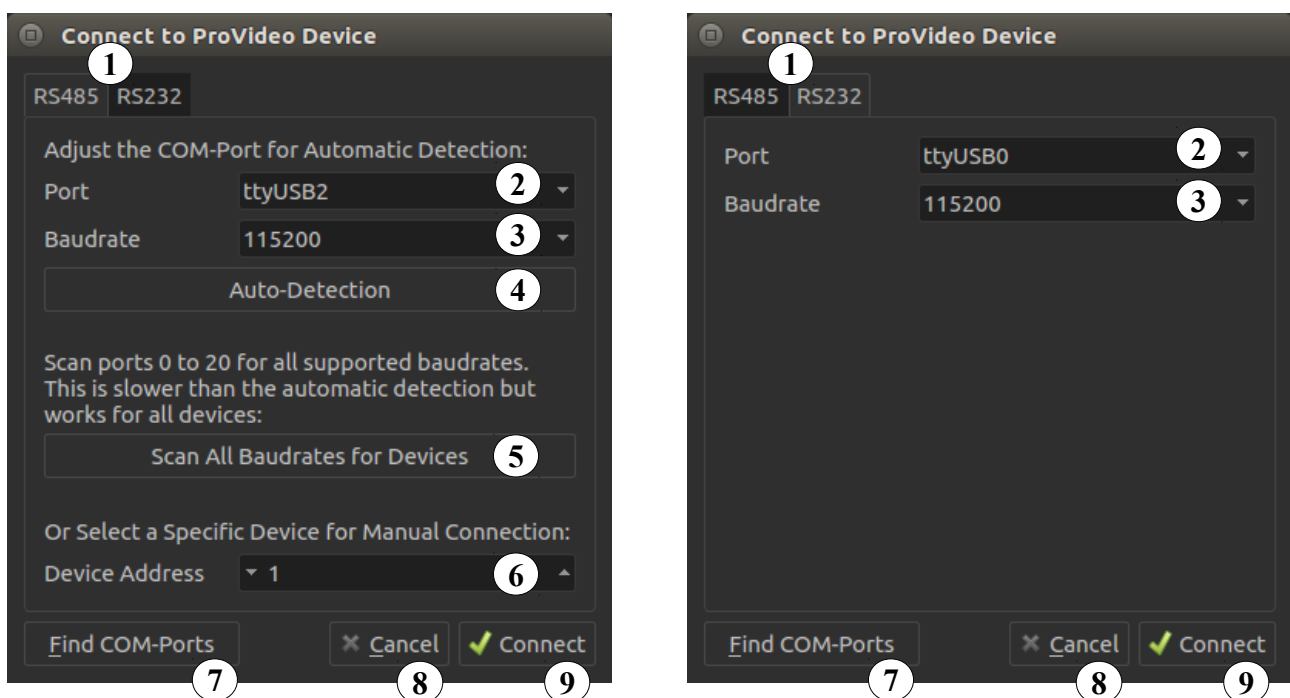 Connect to ProVideo Device
1
RS485 RS232
Adjust the COM-Port for Automatic Detection:
Port ttyUSB2 2
Baudrate 115200 3
Auto-Detection 4
Scan ports 0 to 20 for all supported baudrates.
This is slower than the automatic detection but
works for all devices:
Scan All Baudrates for Devices 5
Or Select a Specific Device for Manual Connection:
Device Address 1 6
Find COM-Ports Cancel Connect
7 8 9
Connect to ProVideo Device
1
RS485 RS232
Port ttyUSB0 2
Baudrate 115200 3
Find COM-Ports Cancel Connect
7 8 9